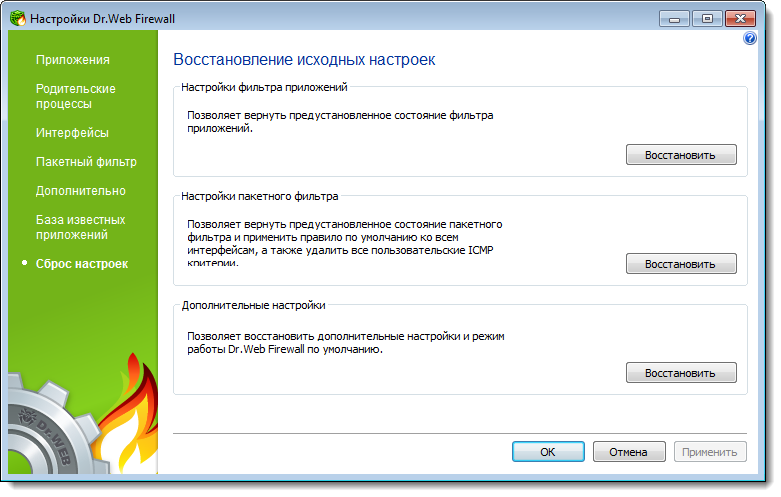 Настройки Dr.Web Firewall
Приложения
Родительские
процессы
Интерфейсы
Пакетный фильтр
Дополнительно
База известных
приложений
Сброс настроек
Dr.WEB
Восстановление исходных настроек
Настройки фильтра приложений
Позволяет вернуть предустановленное состояние фильтра
приложений.
Восстановить
Настройки пакетного фильтра
Позволяет вернуть предустановленное состояние пакетного
фильтра и применить правило по умолчанию ко всем
интерфейсам, а также удалить все пользовательские ICMP
критерии.
Восстановить
Дополнительные настройки
Позволяет восстановить дополнительные настройки и режим
работы Dr.Web Firewall по умолчанию.
Восстановить
ОК
Отмена
Применить